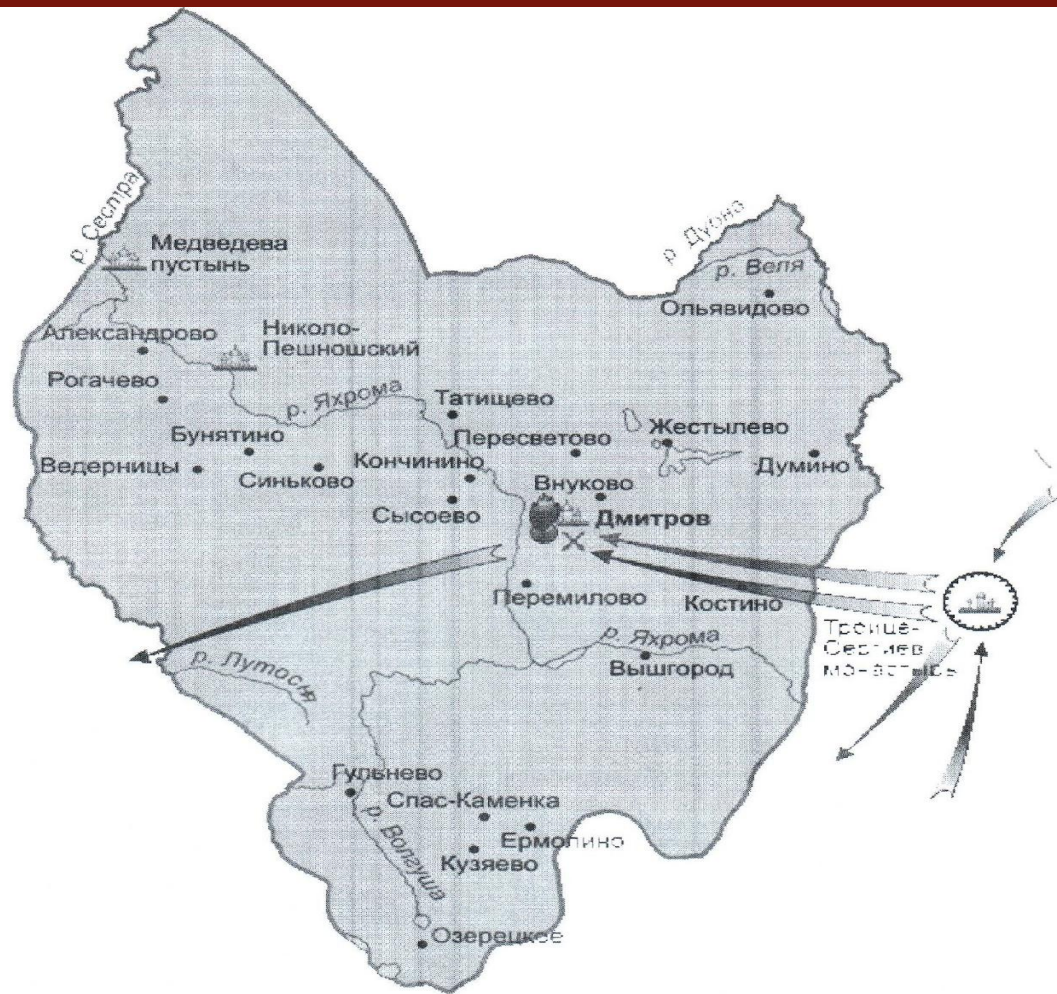 р. Сестра
р. Дубна
Медведева
пустынь
р. Веля
Ольявидово
Александрово
Николо-
Пешношский
Рогачево
р. Яхрома
Татищево
Бунятино
Пересветово
Жестылево
Ведерницы
Синьково
Кончинино
Думино
Внуково
Сысоево
Дмитров
Перемилово
Костино
Троице-
Сергиев
монастырь
р. Яхрома
Вышгород
р. Лутосня
Гульнево
Спас-Каменка
р. Волгуша
Ермолино
Кузяево
Озерецкое